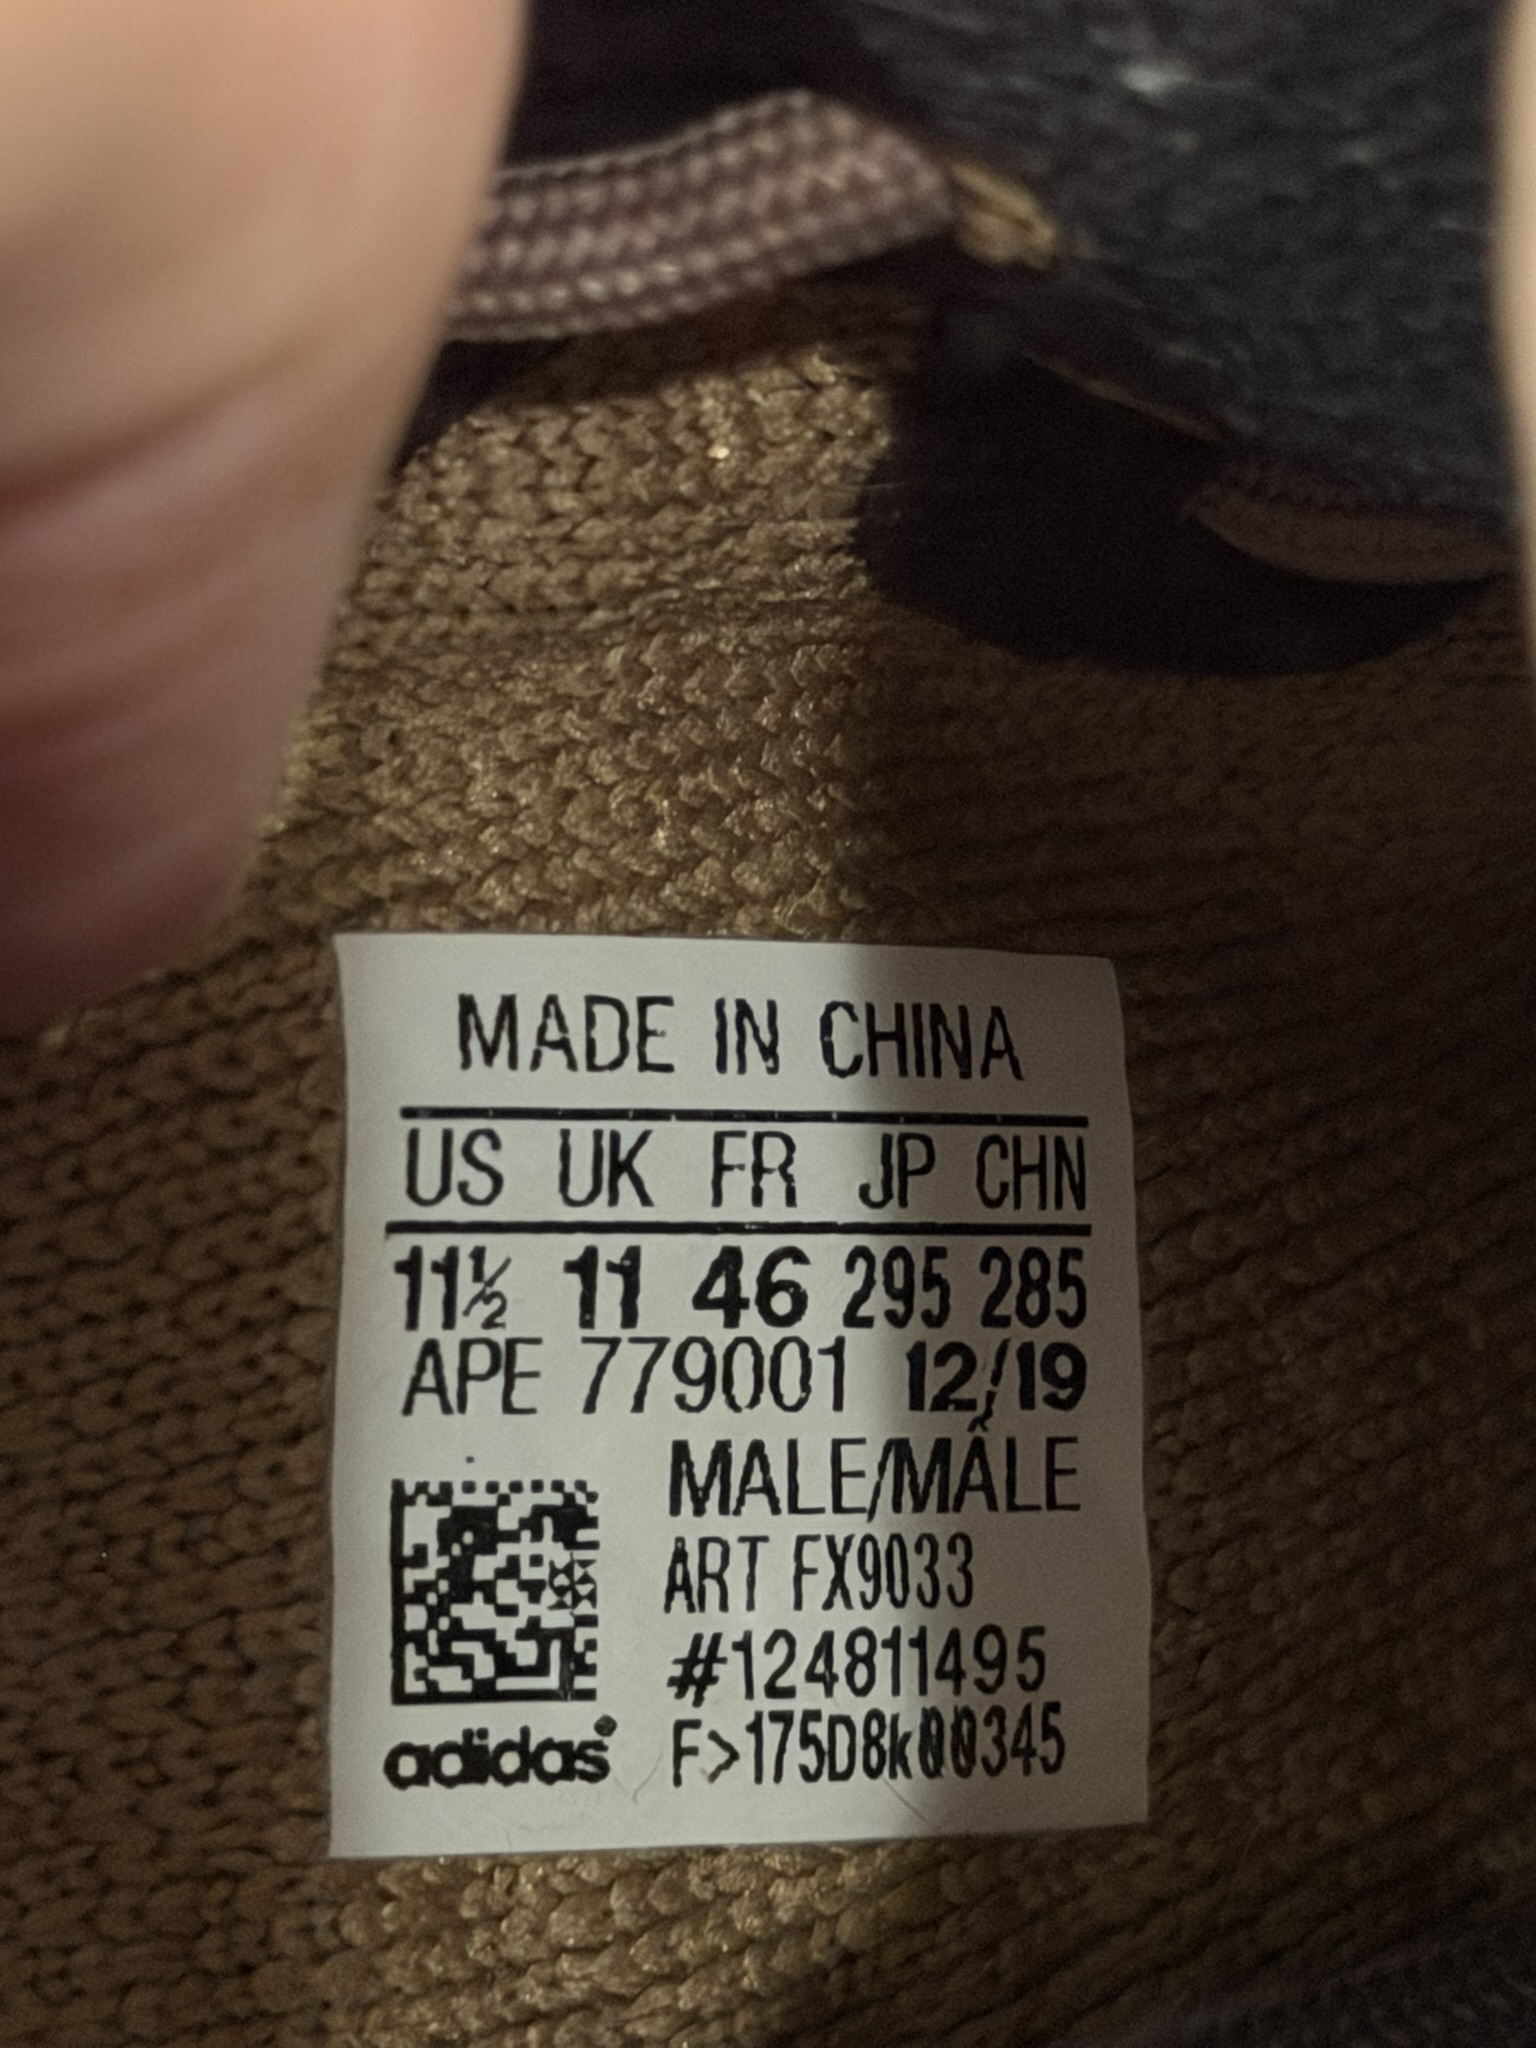 MADE IN CHINA
US UK FR JP CHN
11½ 11 46 295 285
APE 779001 12/19
MALE/MÂLE
ART FX9033
#124811495
F>175D8k00345
adidas